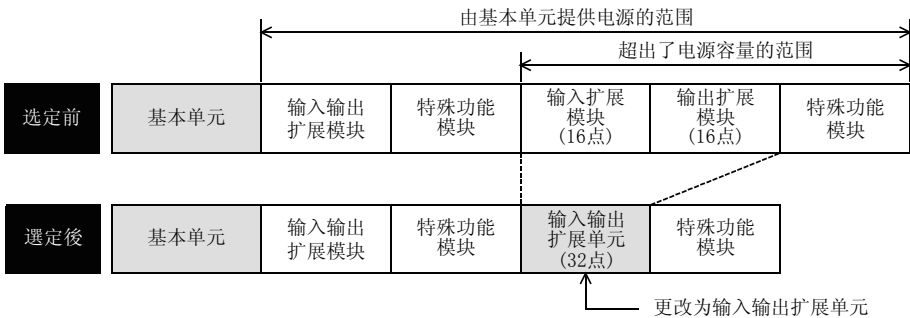 由基本单元提供电源的范围
超出了电源容量的范围
选定前
基本单元
输入输出
扩展模块
特殊功能
模块
输入扩展
模块
(16点)
输出扩展
模块
(16点)
特殊功能
模块
選定後
基本单元
输入输出
扩展模块
特殊功能
模块
输入输出
扩展单元
(32点)
特殊功能
模块
更改为输入输出扩展单元